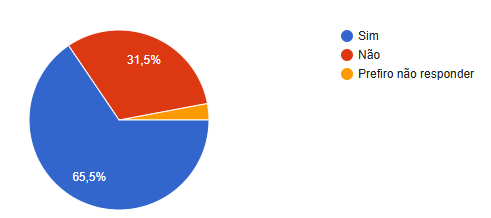 Sim
31,5%
Não
Prefiro não responder
65,5%